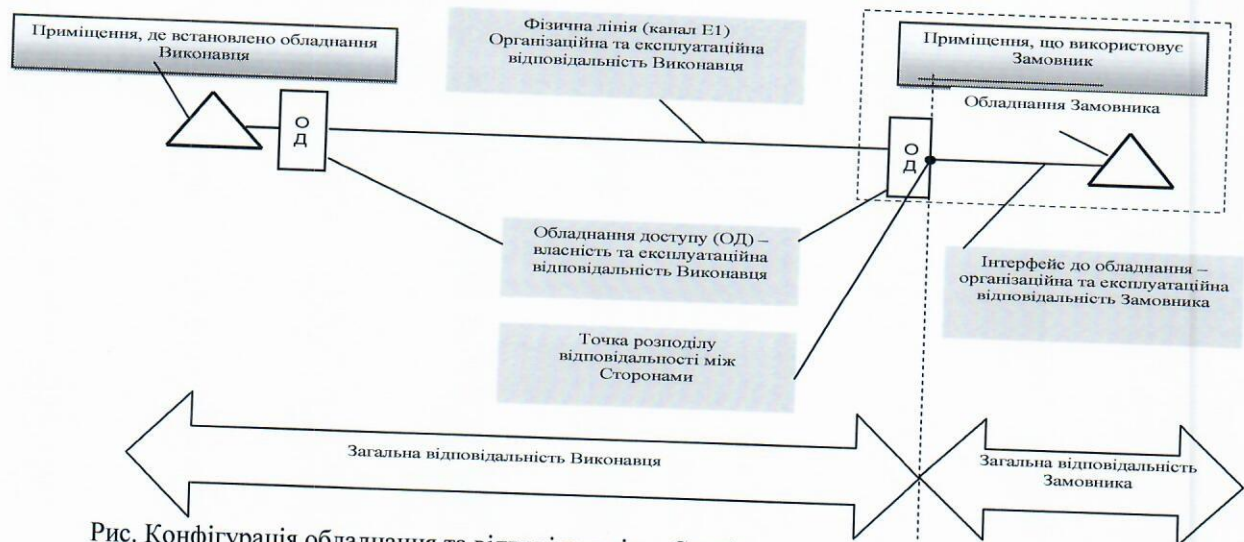 Приміщення, де встановлено обладнання
Виконавця
Фізична лінія (канал Е1)
Організаційна та експлуатаційна
відповідальність Виконавця
Приміщення, що використовує
Замовник
Обладнання Замовника
О
Д
О
Д
Обладнання доступу (ОД) –
власність та експлуатаційна
відповідальність Виконавця
Інтерфейс до обладнання –
організаційна та експлуатаційна
відповідальність Замовника
Точка розподілу
відповідальності між
Сторонами
Загальна відповідальність Виконавця
Загальна відповідальність
Замовника
Рис. Конфігурація обладнання та